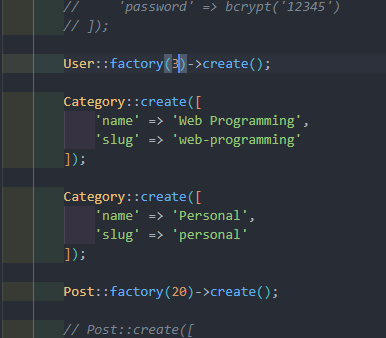 //     'password' => bcrypt('12345')
// ]);
User::factory(3)->create();
Category::create([
    'name' => 'Web Programming',
    'slug' => 'web-programming'
]);
Category::create([
    'name' => 'Personal',
    'slug' => 'personal'
]);
Post::factory(20)->create();
// Post::create([